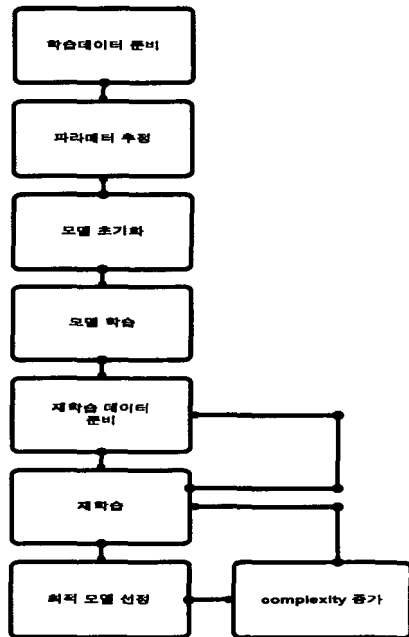 학습데이터 준비
파라메터 추정
모델 초기화
모델 학습
재학습 데이터
준비
재학습
최적 모델 선정
complexity 증가